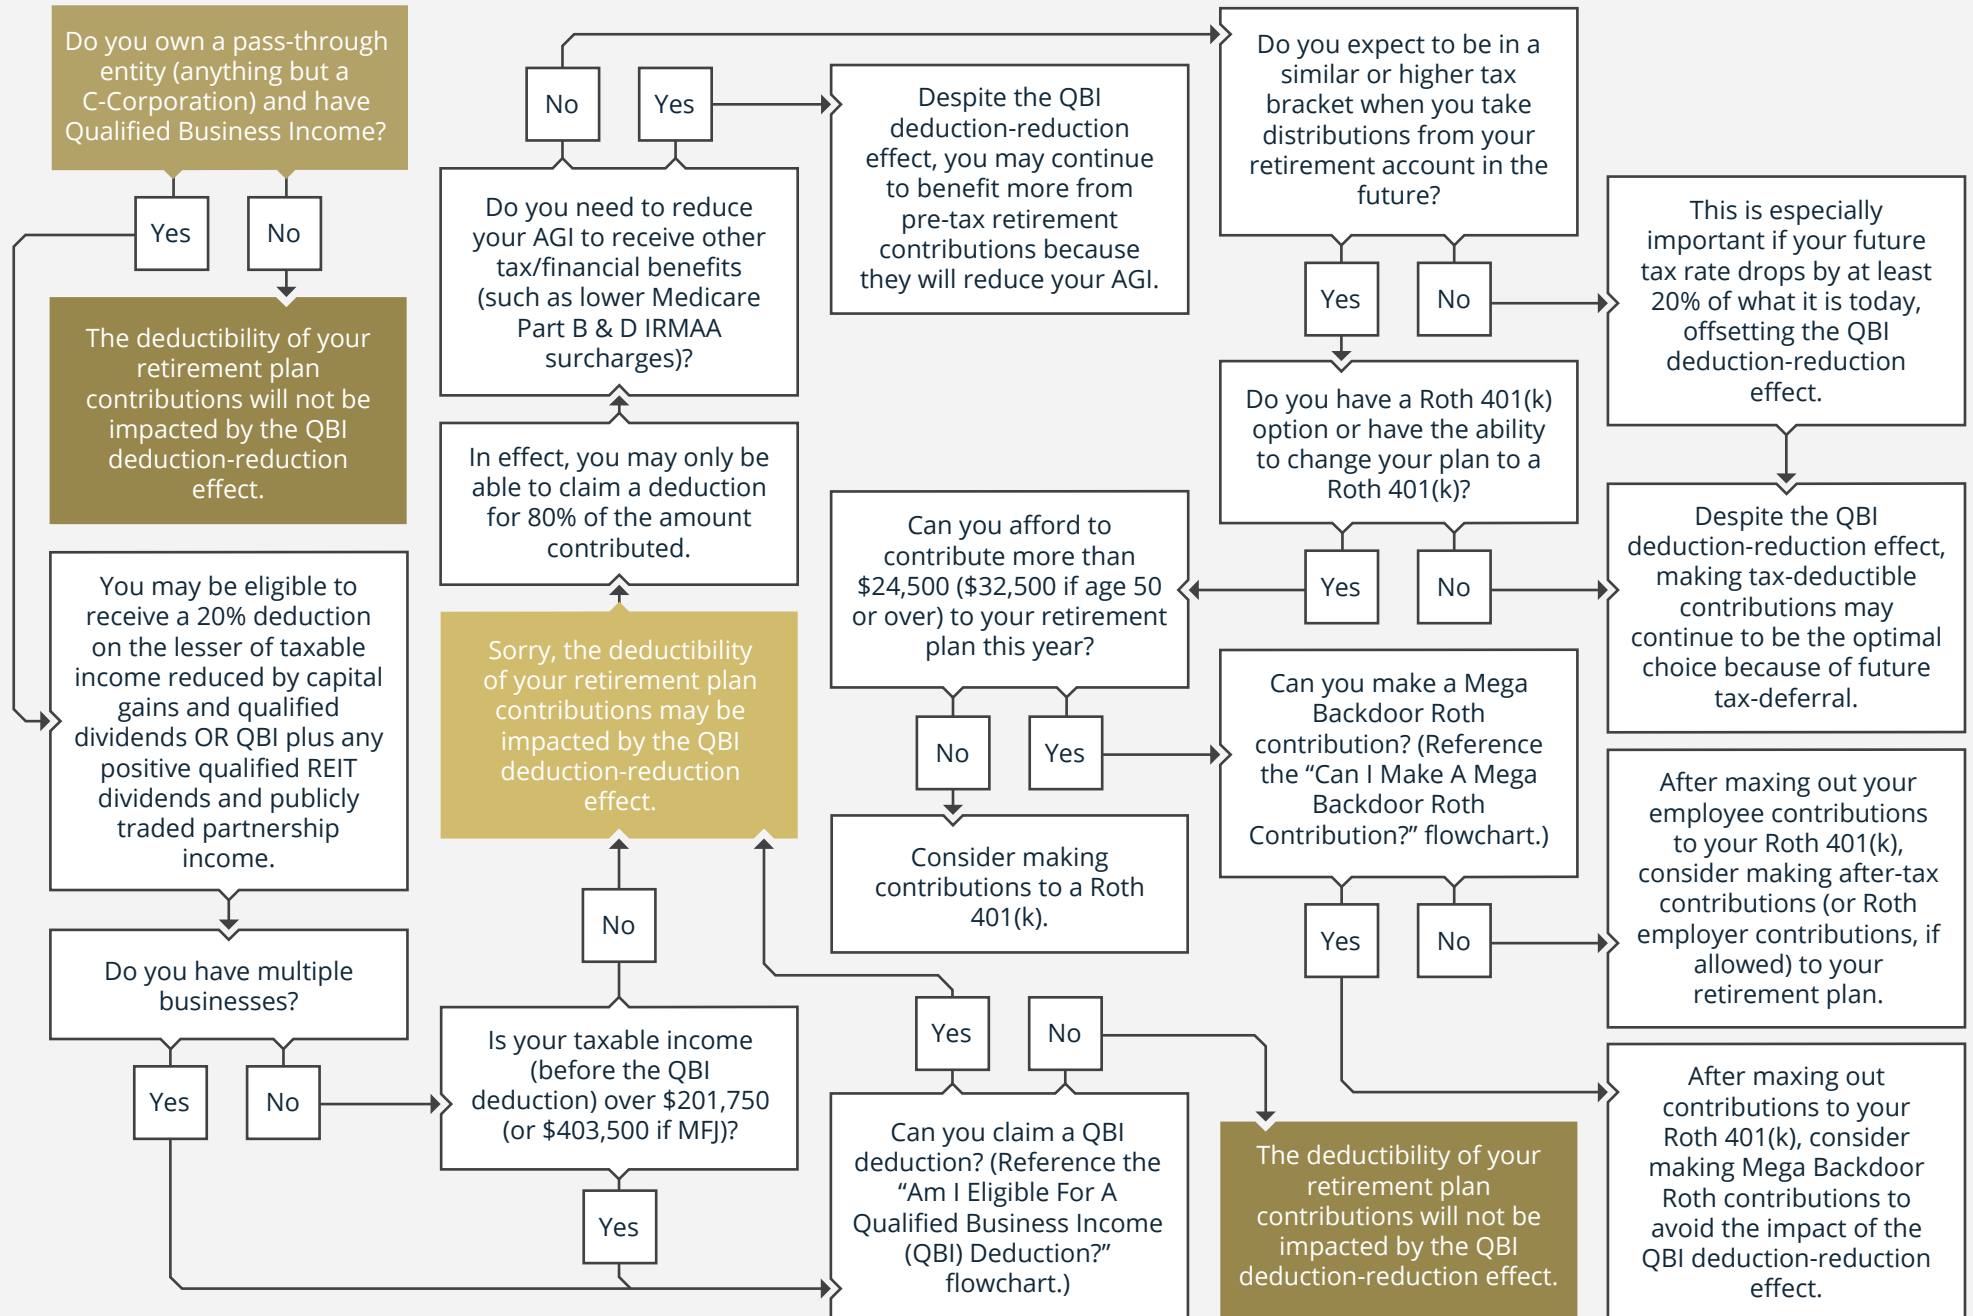 Do you own a pass-through
entity (anything but a
C-Corporation) and have
Qualified Business Income?
Yes
No
The deductibility of your
retirement plan
contributions will not be
impacted by the QBI
deduction-reduction
effect.
You may be eligible to
receive a 20% deduction
on the lesser of taxable
income reduced by capital
gains and qualified
dividends OR QBI plus any
positive qualified REIT
dividends and publicly
traded partnership
income.
Do you have multiple
businesses?
Yes
No
Is your taxable income
(before the QBI
deduction) over $201,750
(or $403,500 if MFJ)?
No
Yes
Sorry, the deductibility
of your retirement plan
contributions may be
impacted by the QBI
deduction-reduction
effect.
In effect, you may only be
able to claim a deduction
for 80% of the amount
contributed.
Do you need to reduce
your AGI to receive other
tax/financial benefits
(such as lower Medicare
Part B & D IRMAA
surcharges)?
No
Yes
Despite the QBI
deduction-reduction
effect, you may continue
to benefit more from
pre-tax retirement
contributions because
they will reduce your AGI.
Can you claim a QBI
deduction? (Reference the
“Am I Eligible For A
Qualified Business Income
(QBI) Deduction?”
flowchart.)
Yes
No
The deductibility of your
retirement plan
contributions will not be
impacted by the QBI
deduction-reduction effect.
Do you expect to be in a
similar or higher tax
bracket when you take
distributions from your
retirement account in the
future?
Yes
No
This is especially
important if your future
tax rate drops by at least
20% of what it is today,
offsetting the QBI
deduction-reduction
effect.
Do you have a Roth 401(k)
option or have the ability
to change your plan to a
Roth 401(k)?
Yes
No
Despite the QBI
deduction-reduction effect,
making tax-deductible
contributions may
continue to be the optimal
choice because of future
tax-deferral.
Can you afford to
contribute more than
$24,500 ($32,500 if age 50
or over) to your retirement
plan this year?
No
Yes
Consider making
contributions to a Roth
401(k).
Can you make a Mega
Backdoor Roth
contribution? (Reference
the “Can I Make A Mega
Backdoor Roth
Contribution?” flowchart.)
Yes
No
After maxing out your
employee contributions
to your Roth 401(k),
consider making after-tax
contributions (or Roth
employer contributions, if
allowed) to your
retirement plan.
After maxing out
contributions to your
Roth 401(k), consider
making Mega Backdoor
Roth contributions to
avoid the impact of the
QBI deduction-reduction
effect.